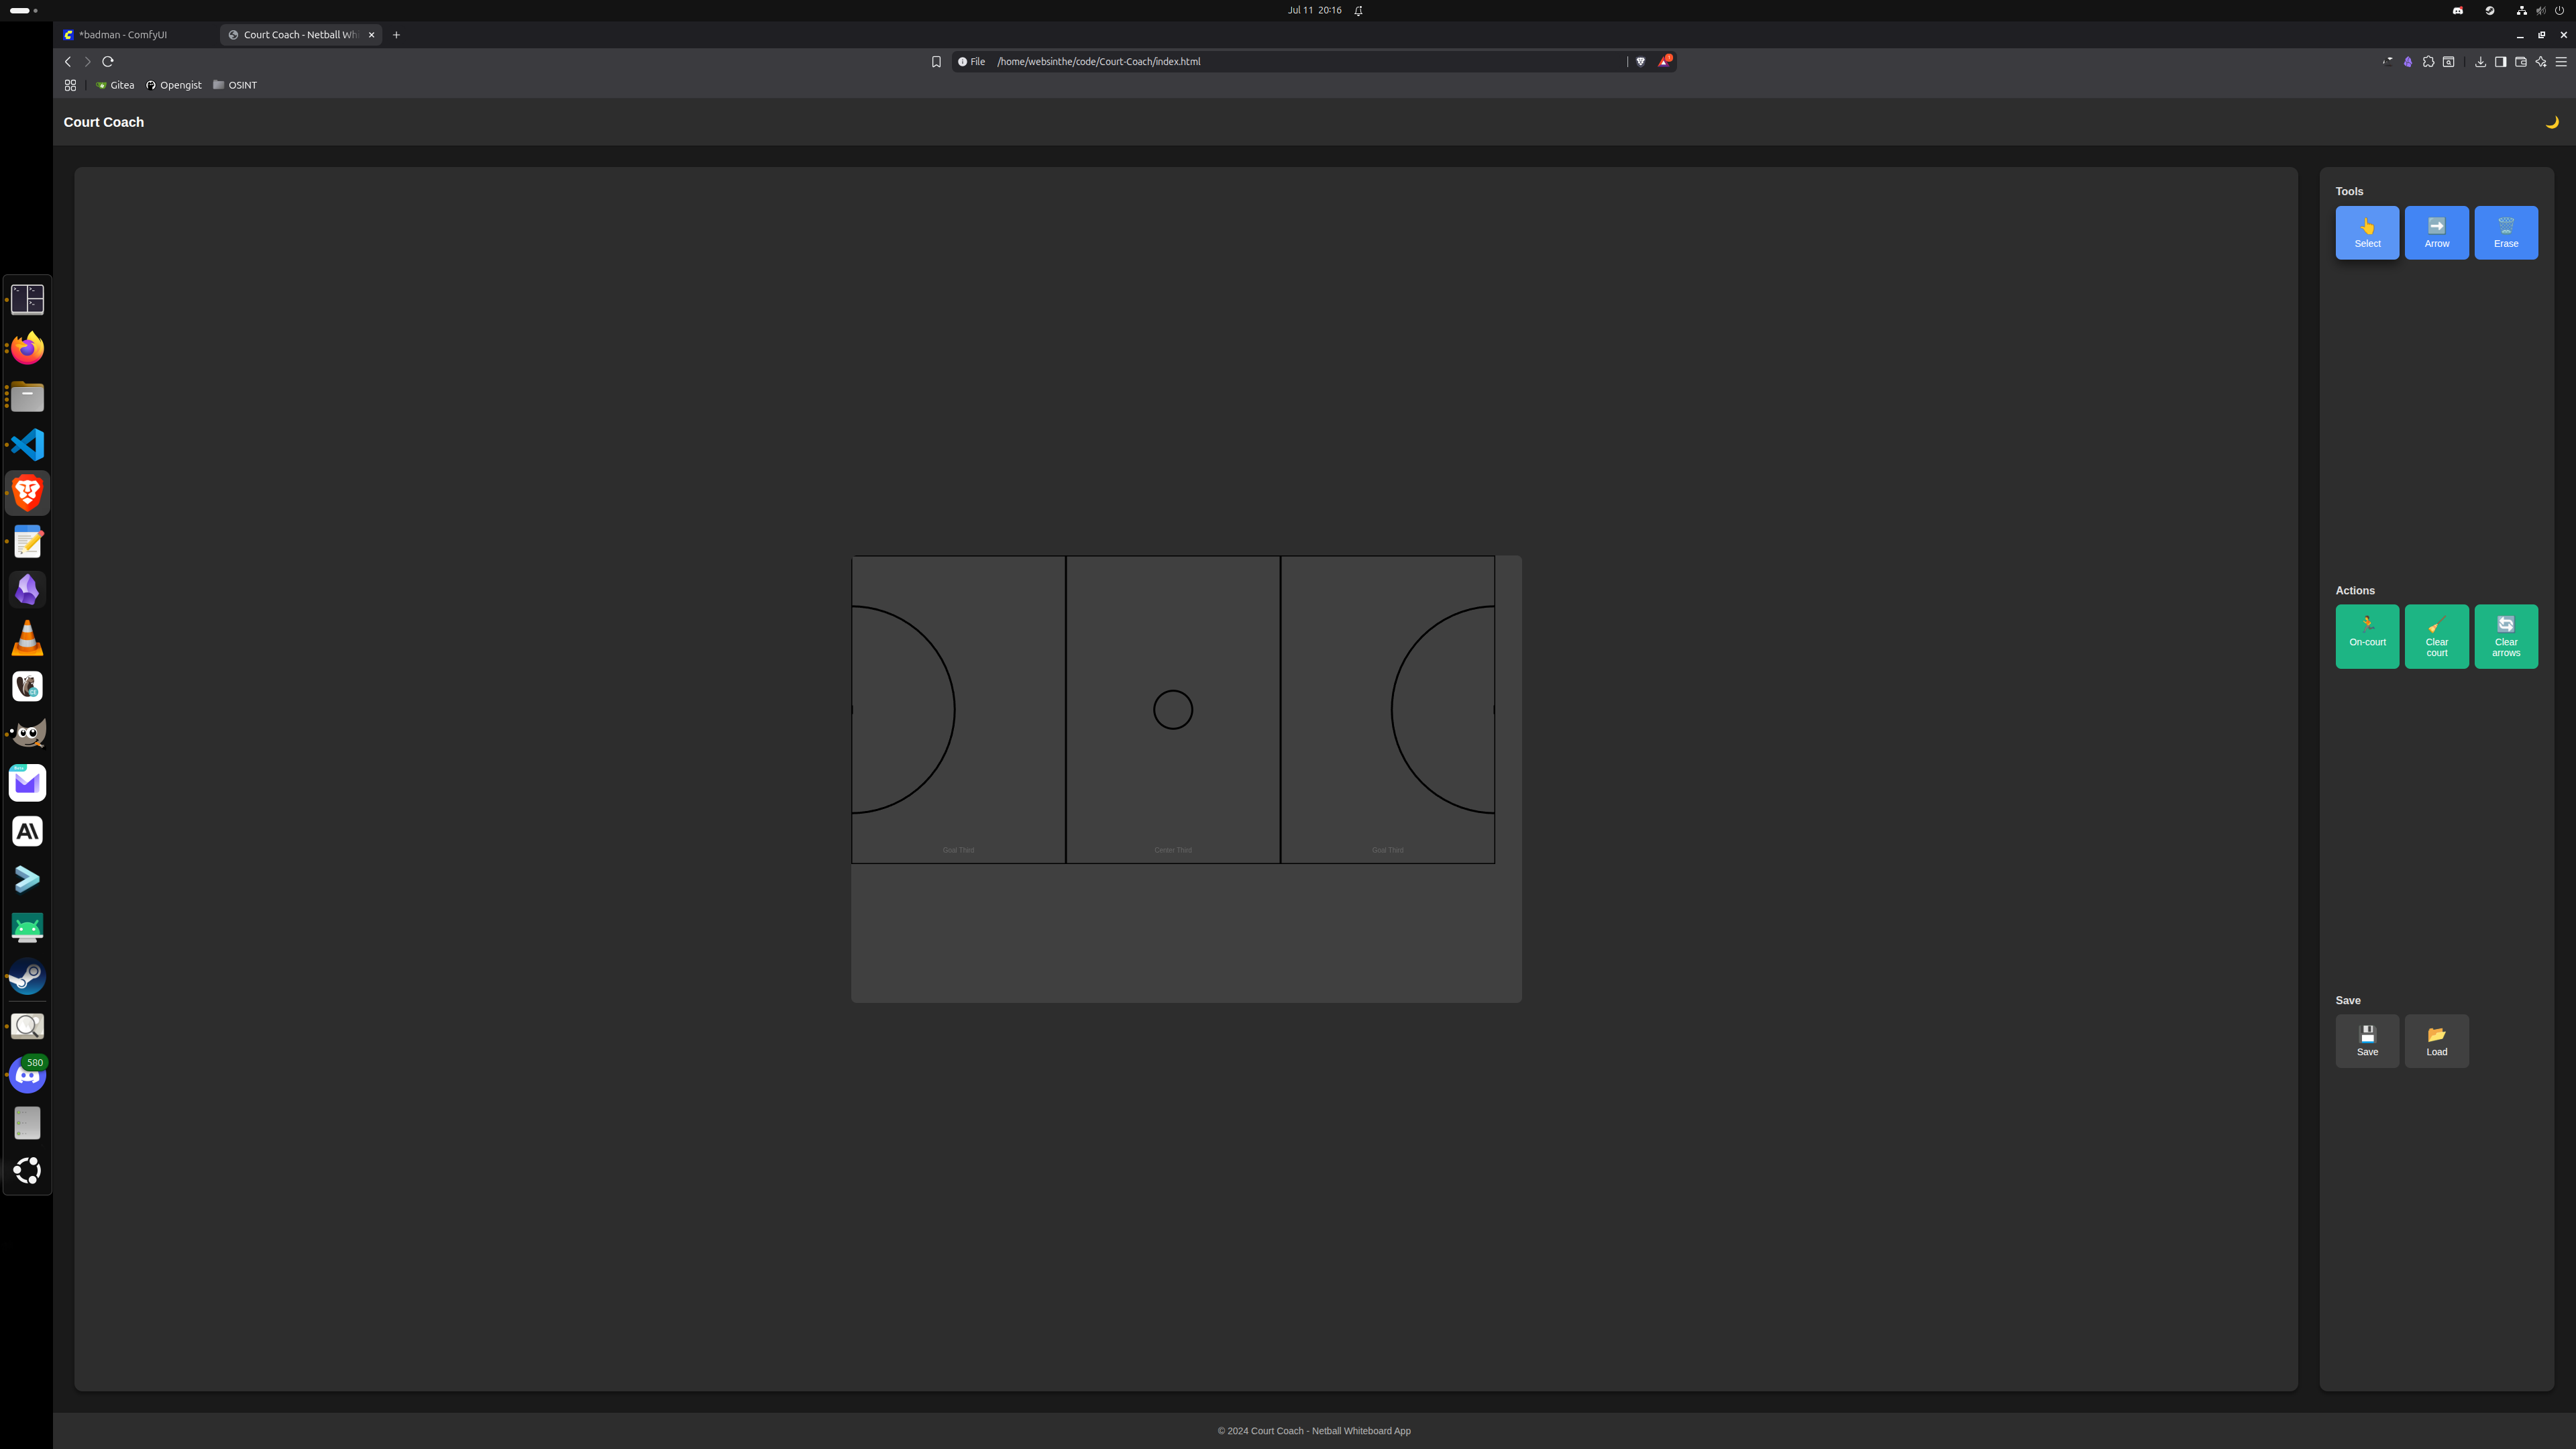 Jul 11 20:16
*badman - ComfyUI
Court Coach - Netball Whi
File /home/websinthe/code/Court-Coach/index.html
Gitea
Opengist
OSINT
Court Coach
Tools
Select
Arrow
Erase
Goal Third
Center Third
Goal Third
Actions
On-court
Clear
court
Clear
arrows
Save
Save
Load
580
© 2024 Court Coach - Netball Whiteboard App